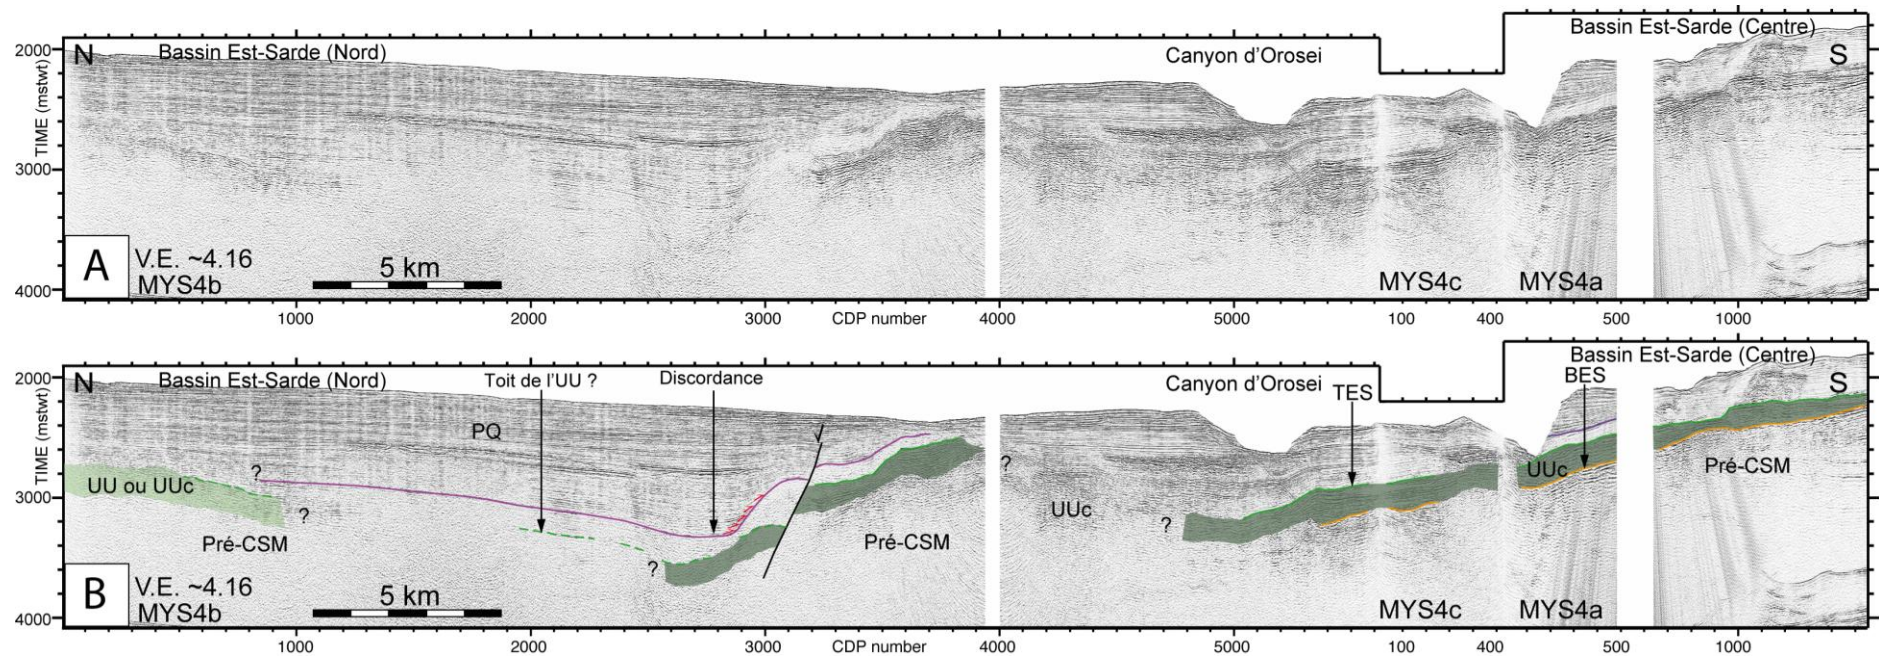 Bassin Est-Sarde (Centre)
N Bassin Est-Sarde (Nord) Canyon d'Orosei S
2000
TIME (mstwt)
3000
4000
A V.E. ~4.16
MYS4b
5 km
MYS4c MYS4a
1000 2000 3000 CDP number 4000 5000 100 400 500 1000
Bassin Est-Sarde (Centre)
N Bassin Est-Sarde (Nord) Toit de l'UU ? Discordance Canyon d'Orosei TES BES S
2000
TIME (mstwt)
3000
4000
PQ
?
UU ou UUc
?
Pré-CSM
?
Pré-CSM
?
UUc
?
UUc
Pré-CSM
B V.E. ~4.16
MYS4b
5 km
MYS4c MYS4a
1000 2000 3000 CDP number 4000 5000 100 400 500 1000